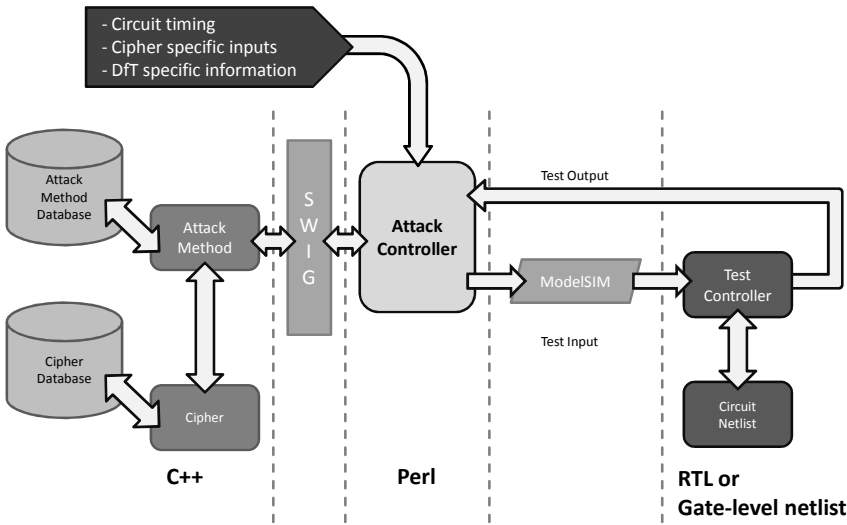 - Circuit timing
- Cipher specific inputs
- DfT specific information
Attack
Method
Database
Attack
Method
S
W
I
G
Attack
Controller
Test Output
ModelSIM
Test
Controller
Test Input
Cipher
Database
Cipher
Circuit
Netlist
C++
Perl
RTL or
Gate-level netlist